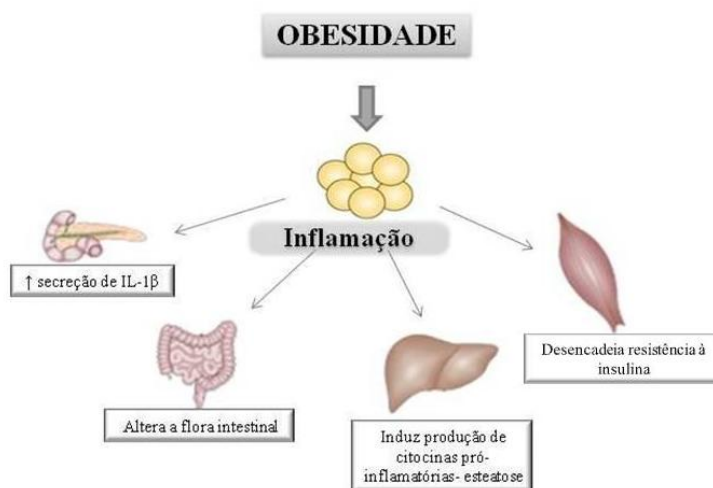 OBESIDADE
Inflamação
↑ secreção de IL-1β
Desencadeia resistência à
insulina
Altera a flora intestinal
Induz produção de
citocinas pró-
inflamatórias- esteatose